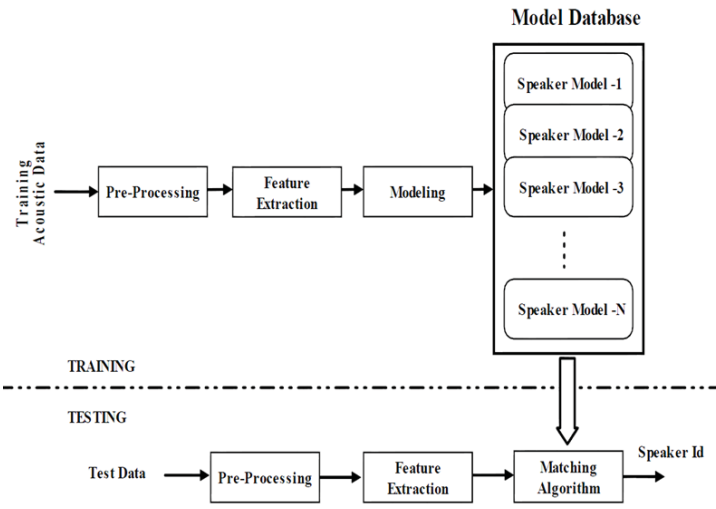 Model Database
Speaker Model -1
Speaker Model -2
Speaker Model -3
Speaker Model -N
Training
Acoustic Data
Pre-Processing
Feature
Extraction
Modeling
TRAINING
TESTING
Test Data
Pre-Processing
Feature
Extraction
Matching
Algorithm
Speaker Id